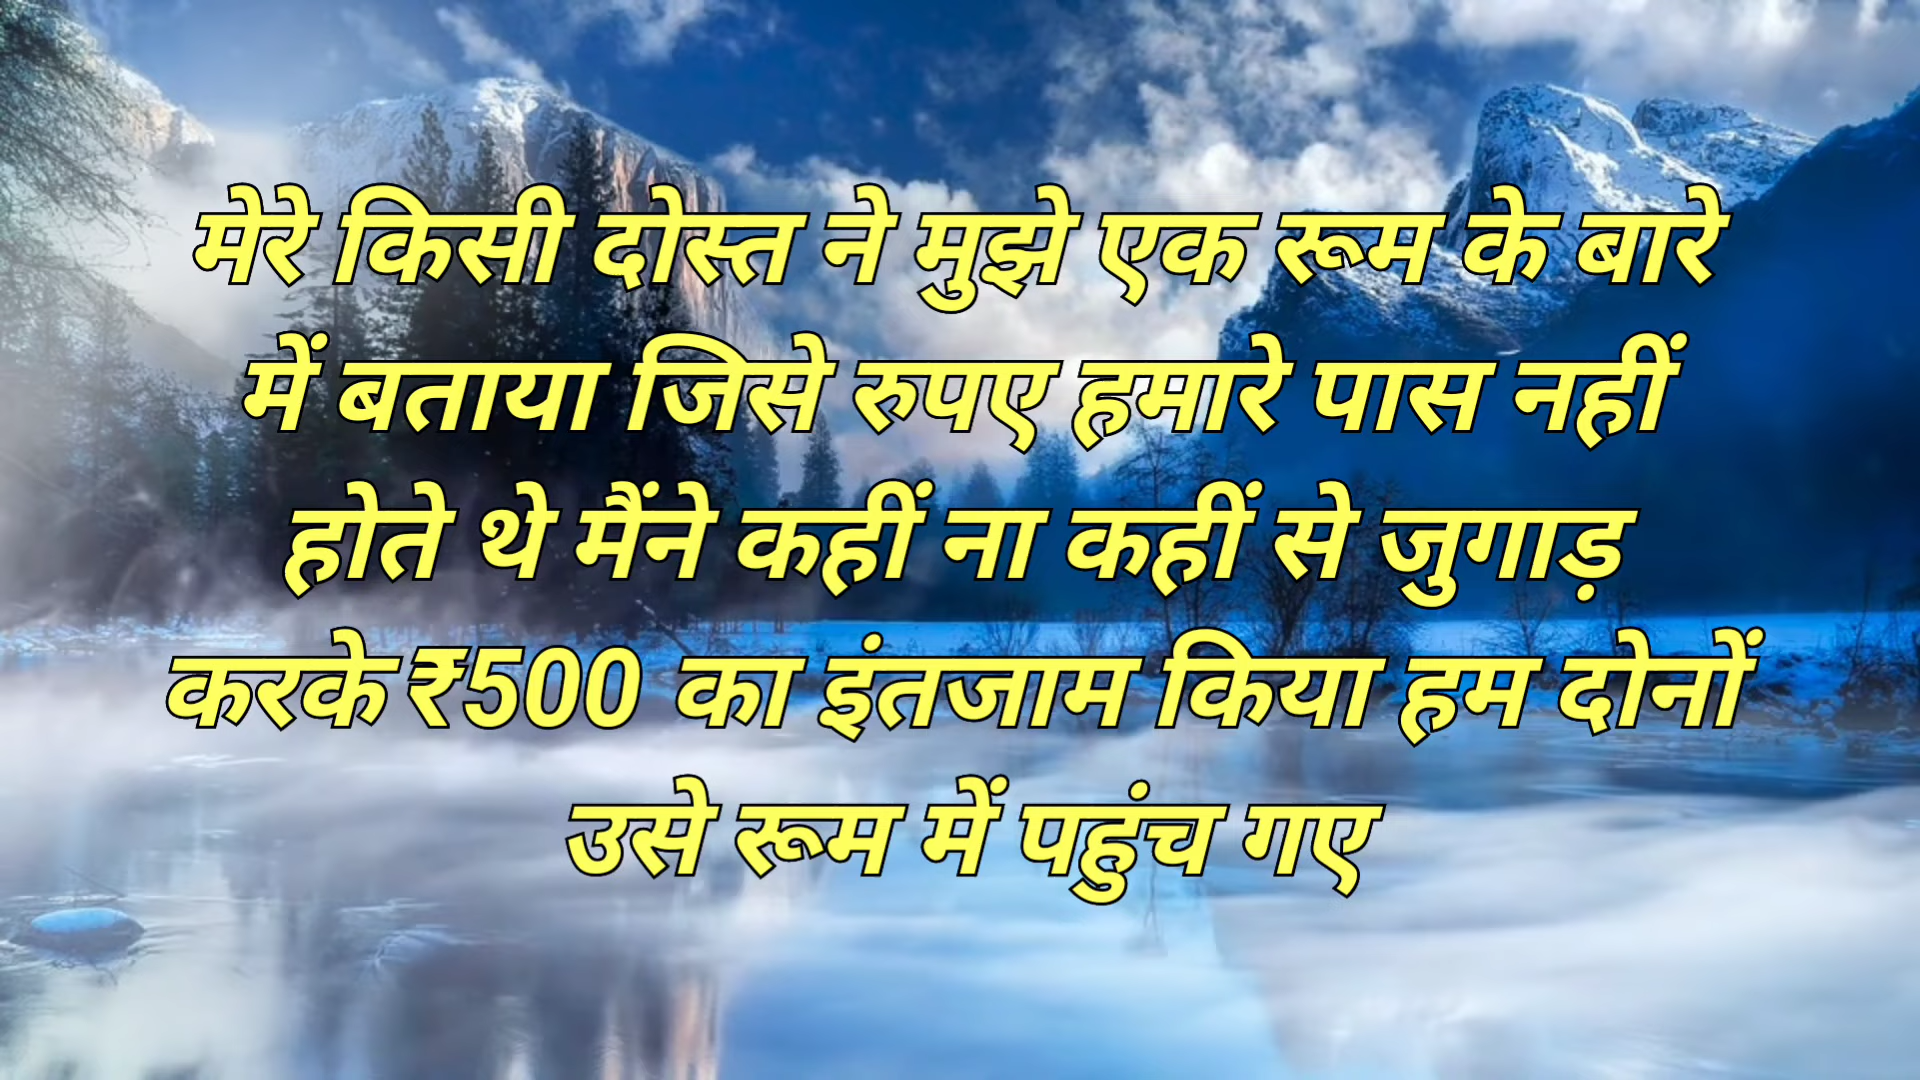 मेरे किसी दोस्त ने मुझे एक रूम के बारे
में बताया जिसे रुपए हमारे पास नहीं
होते थे मैंने कहीं ना कहीं से जुगाड़
करके ₹500 का इंतजाम किया हम दोनों
उसे रूम में पहुंच गए